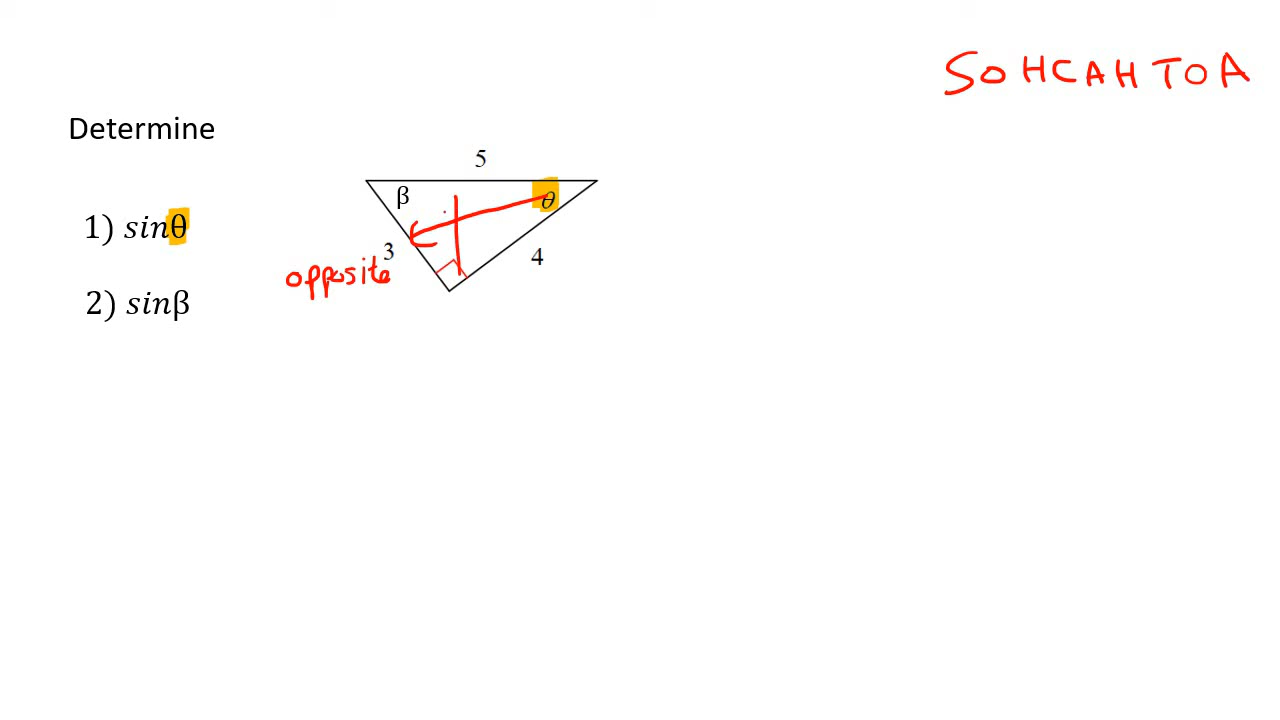 SOHCAHTOA
Determine
5
β
θ
1) sinθ
3
4
opposite
2) sinβ